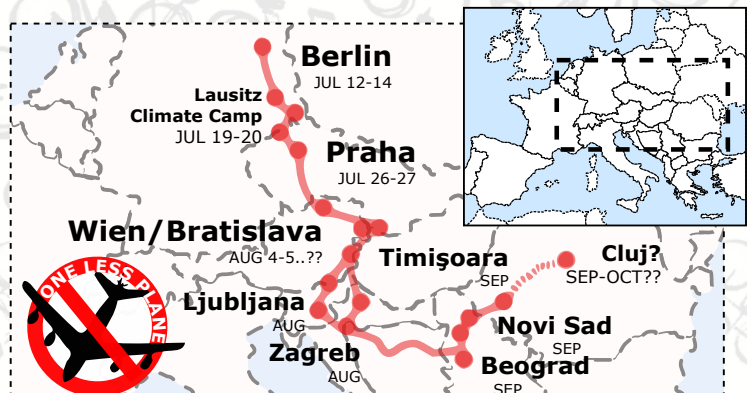 Berlin
JUL 12-14
Lausitz
Climate Camp
JUL 19-20
Praha
JUL 26-27
Wien/Bratislava
AUG 4-5..??
Timişoara
SEP
Cluj?
SEP-OCT??
ONE LESS PLANE
Ljubljana
AUG
Novi Sad
SEP
Zagreb
AUG
Beograd
SEP